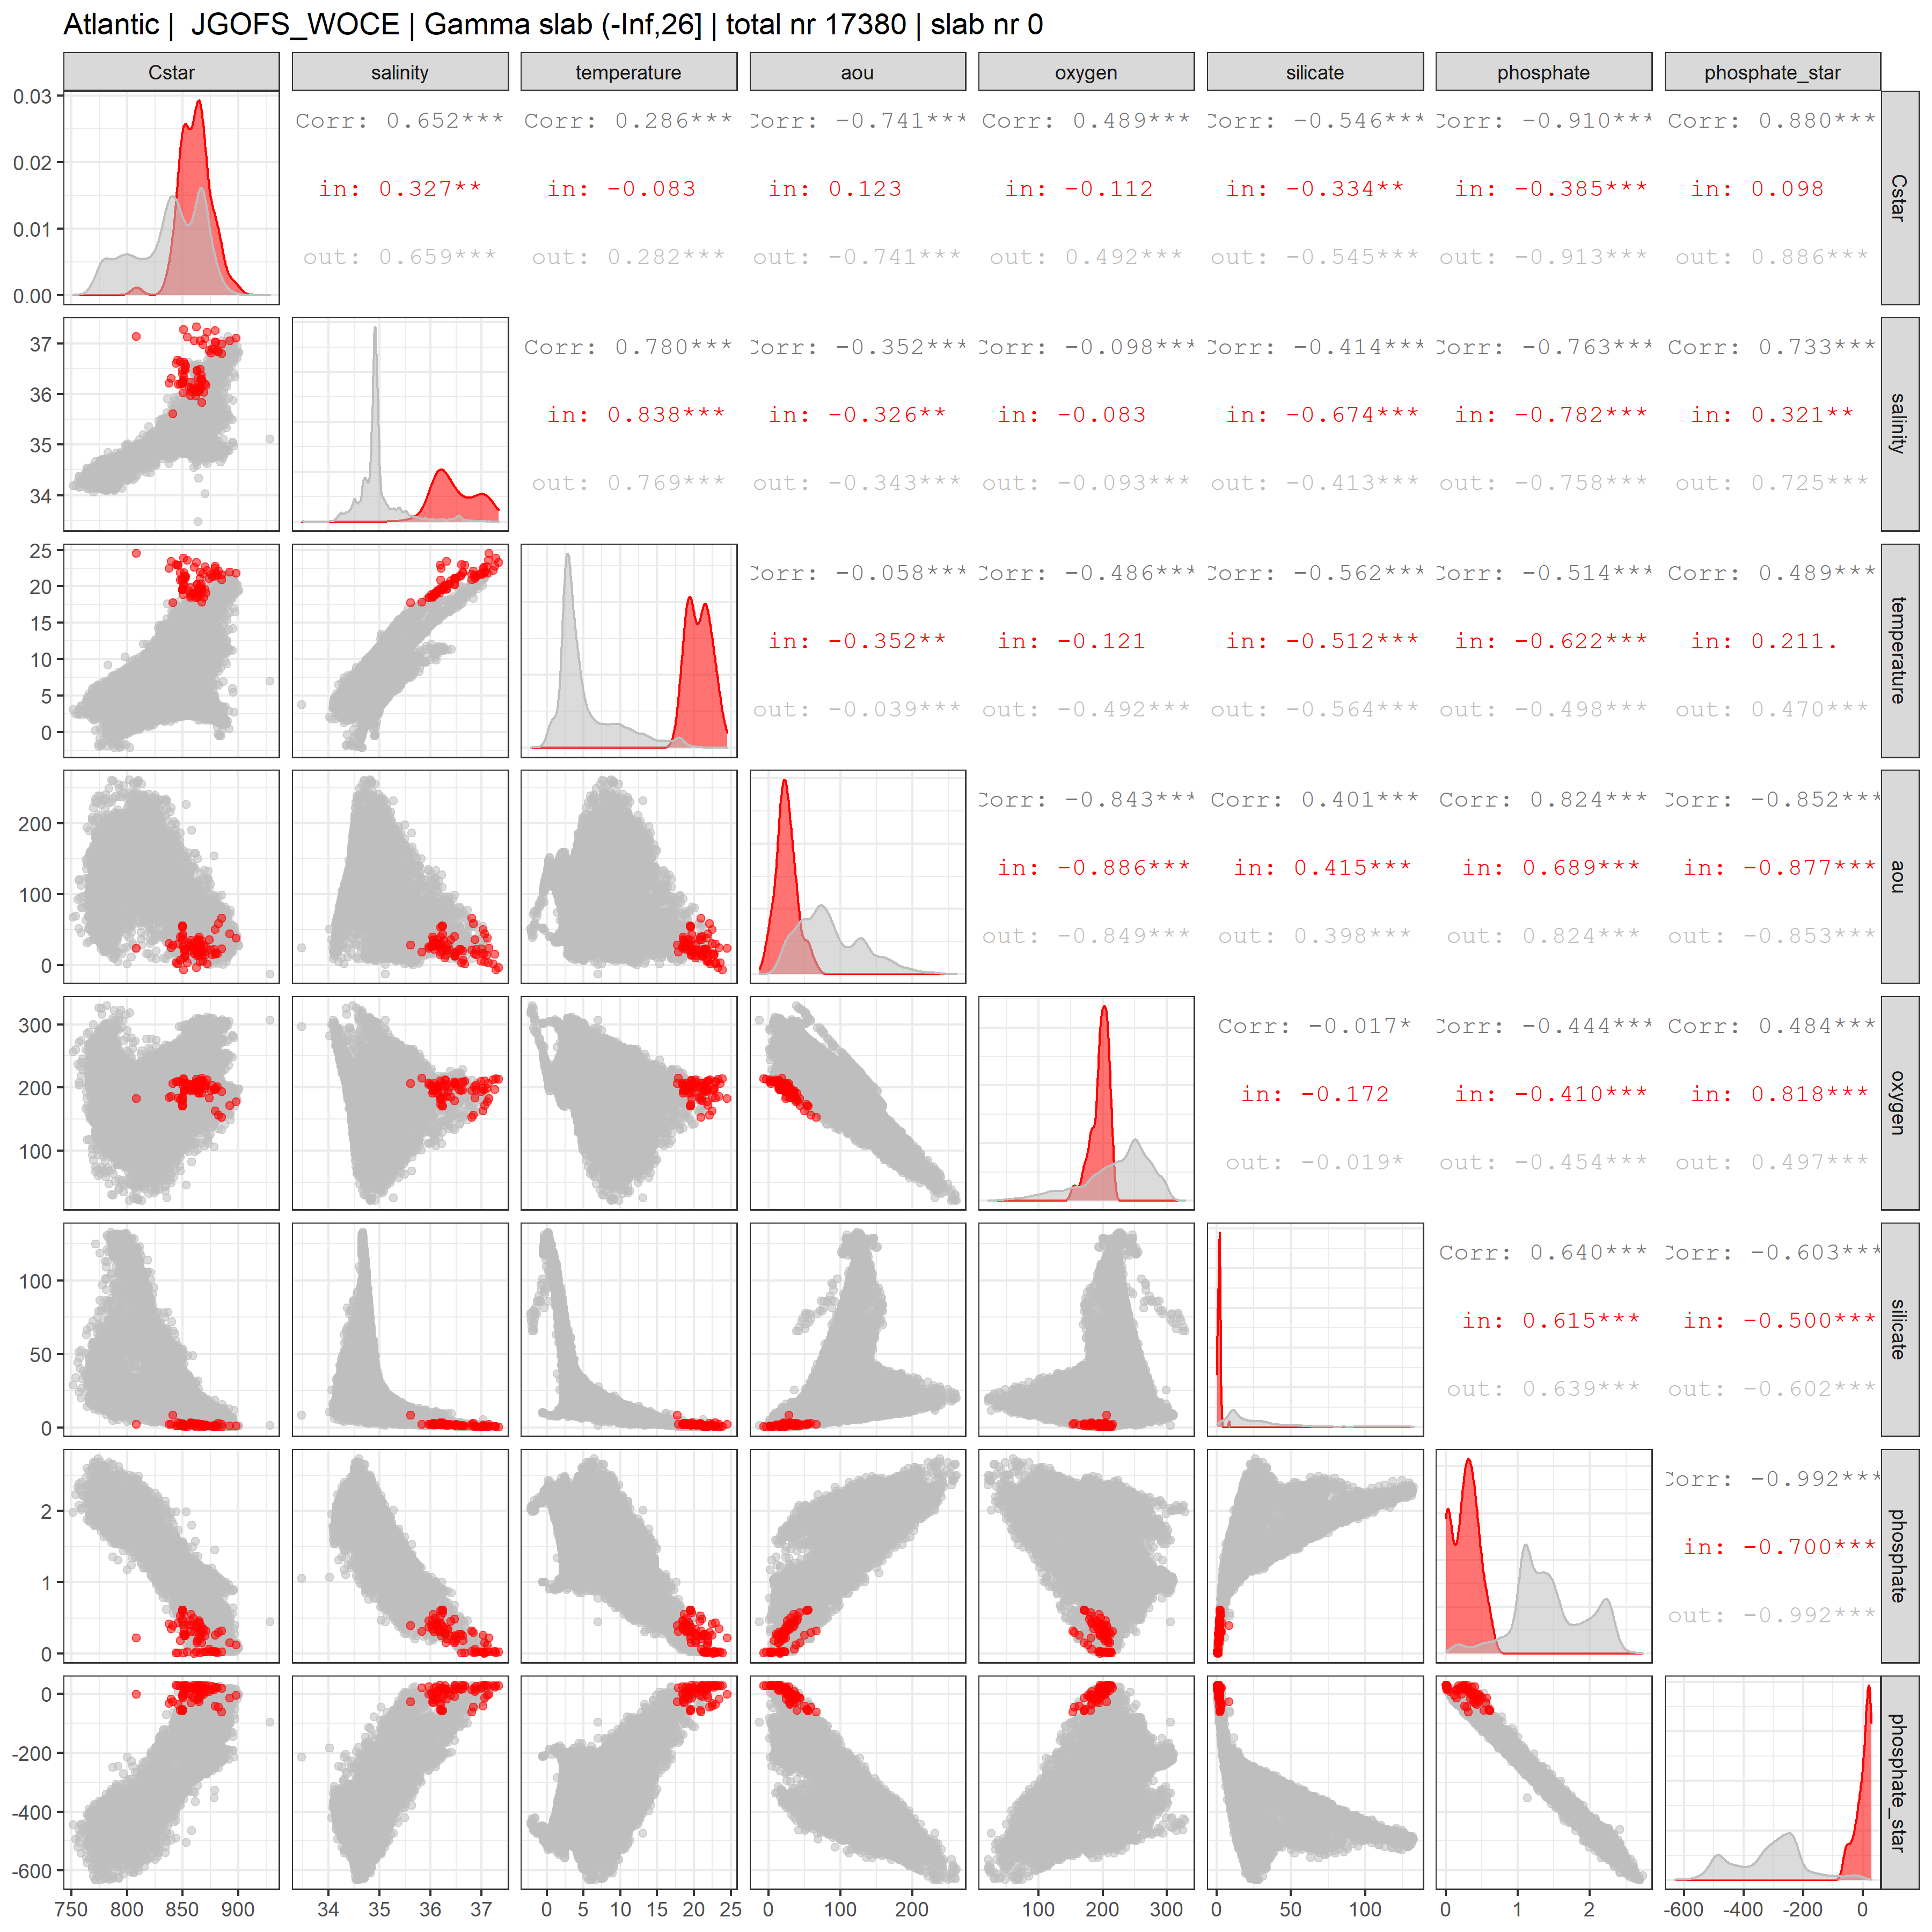 Atlantic |  JGOFS_WOCE | Gamma slab (-Inf,26] | total nr 17380 | slab nr 0
Cstar salinity temperature aou oxygen silicate phosphate phosphate_star
0.03
0.02
0.01
0.00
Corr: 0.652*** Corr: 0.286*** Corr: -0.741*** Corr: 0.489*** Corr: -0.546*** Corr: -0.910*** Corr: 0.880***
in: 0.327** in: -0.083 in: 0.123 in: -0.112 in: -0.334** in: -0.385*** in: 0.098
out: 0.659*** out: 0.282*** out: -0.741*** out: 0.492*** out: -0.545*** out: -0.913*** out: 0.886***
Cstar
37
36
35
34
Corr: 0.780*** Corr: -0.352*** Corr: -0.098*** Corr: -0.414*** Corr: -0.763*** Corr: 0.733***
in: 0.838*** in: -0.326** in: -0.083 in: -0.674*** in: -0.782*** in: 0.321**
out: 0.769*** out: -0.343*** out: -0.093*** out: -0.413*** out: -0.758*** out: 0.725***
salinity
25
20
15
10
5
0
Corr: -0.058*** Corr: -0.486*** Corr: -0.562*** Corr: -0.514*** Corr: 0.489***
in: -0.352** in: -0.121 in: -0.512*** in: -0.622*** in: 0.211.
out: -0.039*** out: -0.492*** out: -0.564*** out: -0.498*** out: 0.470***
temperature
200
100
0
Corr: -0.843*** Corr: 0.401*** Corr: 0.824*** Corr: -0.852***
in: -0.886*** in: 0.415*** in: 0.689*** in: -0.877***
out: -0.849*** out: 0.398*** out: 0.824*** out: -0.853***
aou
300
200
100
Corr: -0.017* Corr: -0.444*** Corr: 0.484***
in: -0.172 in: -0.410*** in: 0.818***
out: -0.019* out: -0.454*** out: 0.497***
oxygen
100
50
0
Corr: 0.640*** Corr: -0.603***
in: 0.615*** in: -0.500***
out: 0.639*** out: -0.602***
silicate
2
1
0
Corr: -0.992***
in: -0.700***
out: -0.992***
phosphate
0
-200
-400
-600
phosphate_star
750 800 850 900 34 35 36 37 0 5 10 15 20 25 0 100 200 100 200 300 0 50 100 0 1 2 -600 -400 -200 0